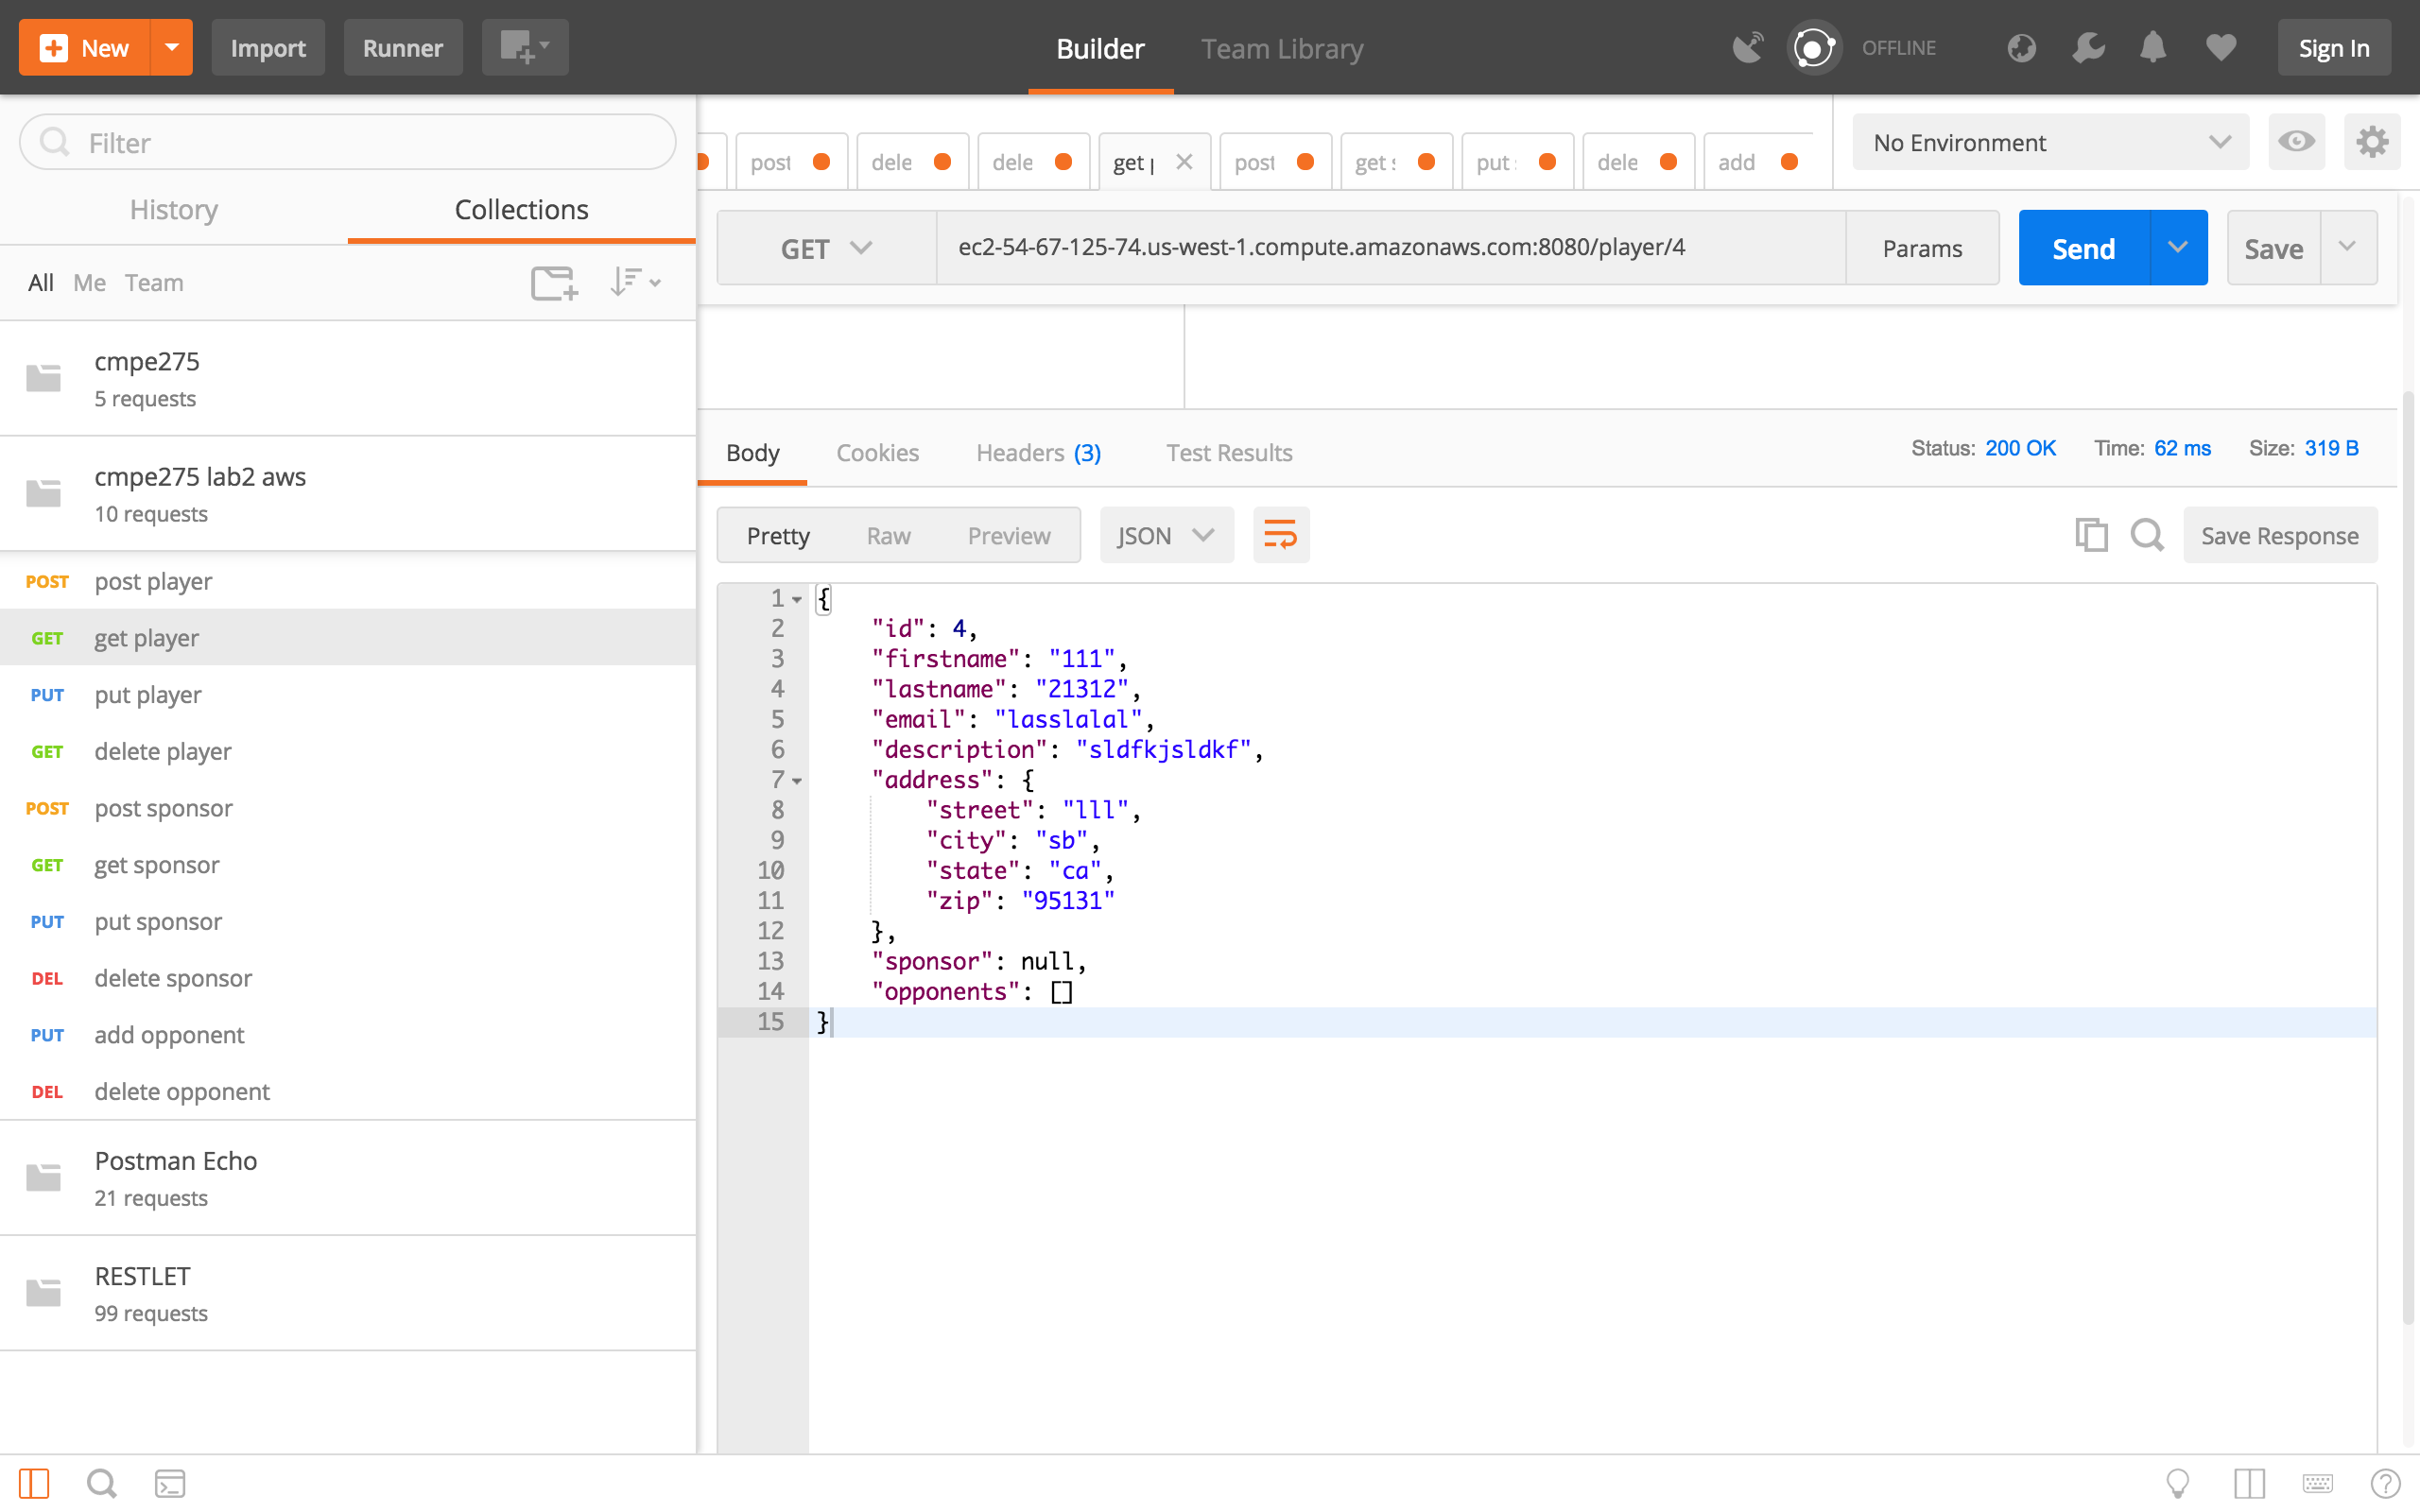 New
Import
Runner
Builder
Team Library
OFFLINE
Sign In
Filter
History
Collections
All Me Team
cmpe275
5 requests
cmpe275 lab2 aws
10 requests
POST post player
GET get player
PUT put player
GET delete player
POST post sponsor
GET get sponsor
PUT put sponsor
DEL delete sponsor
PUT add opponent
DEL delete opponent
Postman Echo
21 requests
RESTLET
99 requests
post
dele
dele
get p
post
get s
put s
dele
add
No Environment
GET
ec2-54-67-125-74.us-west-1.compute.amazonaws.com:8080/player/4
Params
Send
Save
Body
Cookies
Headers (3)
Test Results
Status: 200 OK
Time: 62 ms
Size: 319 B
Pretty
Raw
Preview
JSON
Save Response
1 {
2 "id": 4,
3 "firstname": "111",
4 "lastname": "21312",
5 "email": "lasslalal",
6 "description": "sldfkjsldkf",
7 "address": {
8 "street": "lll",
9 "city": "sb",
10 "state": "ca",
11 "zip": "95131"
12 },
13 "sponsor": null,
14 "opponents": []
15 }